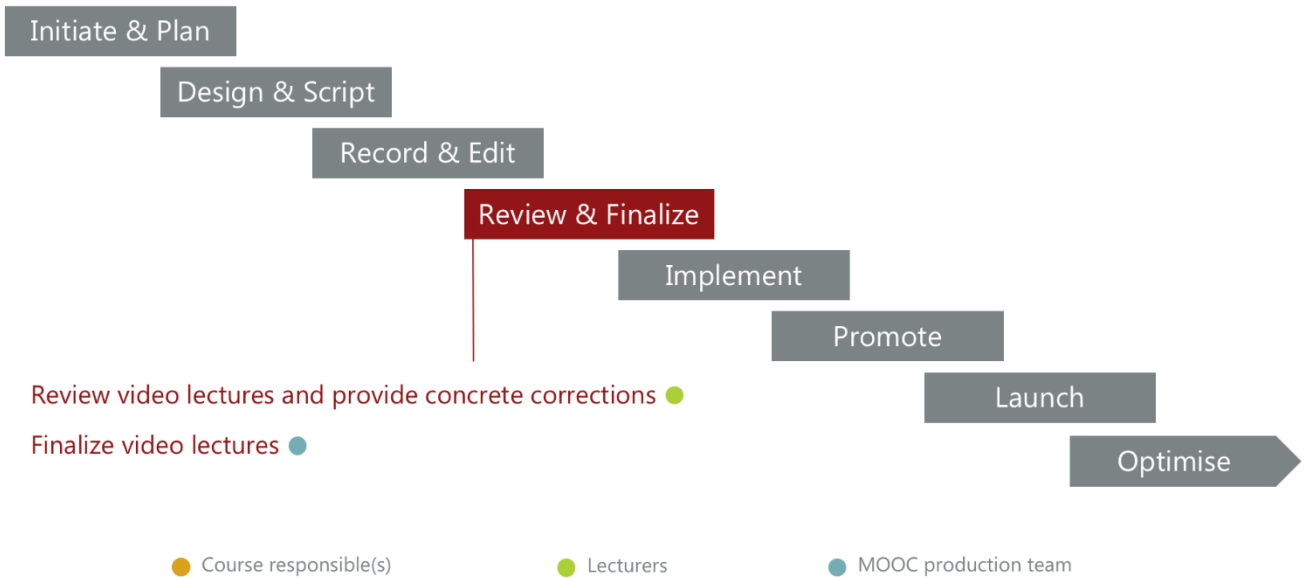 Initiate & Plan
Design & Script
Record & Edit
Review & Finalize
Implement
Promote
Launch
Optimise
Review video lectures and provide concrete corrections
Finalize video lectures
Course responsible(s)
Lecturers
MOOC production team